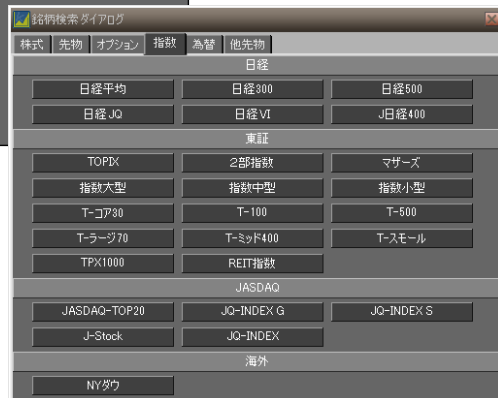 銘柄検索ダイアログ
株式 先物 オプション 指数 為替 他先物
日経
日経平均 日経300 日経500
日経JQ 日経VI J日経400
東証
TOPIX 2部指数 マザーズ
指数大型 指数中型 指数小型
T-コア30 T-100 T-500
T-ラージ70 T-ミッド400 T-スモール
TPX1000 REIT指数
JASDAQ
JASDAQ-TOP20 JQ-INDEX G JQ-INDEX S
J-Stock JQ-INDEX
海外
NYダウ